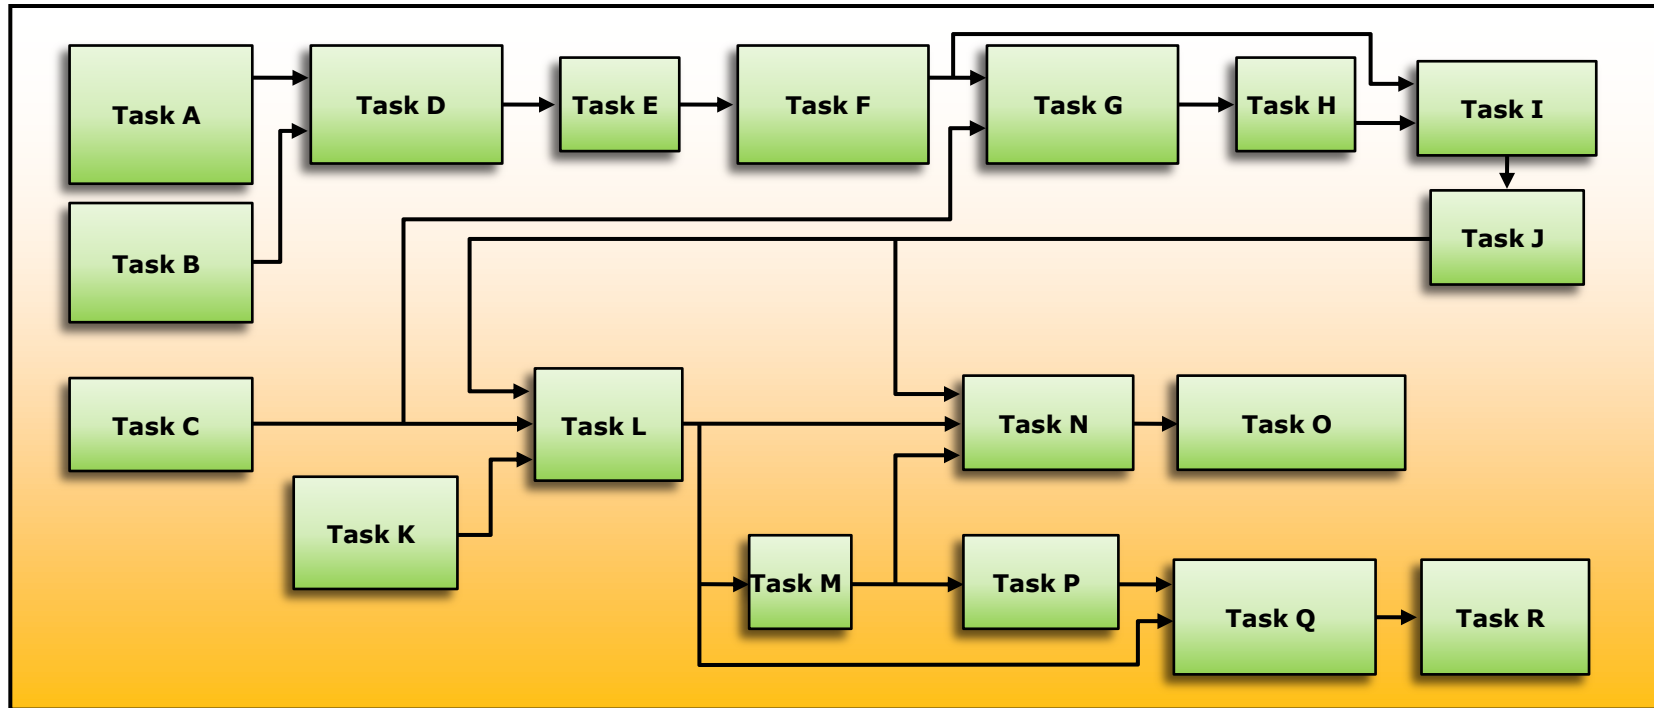 Task A
Task D
Task E
Task F
Task G
Task H
Task I
Task B
Task J
Task C
Task L
Task N
Task O
Task K
Task M
Task P
Task Q
Task R